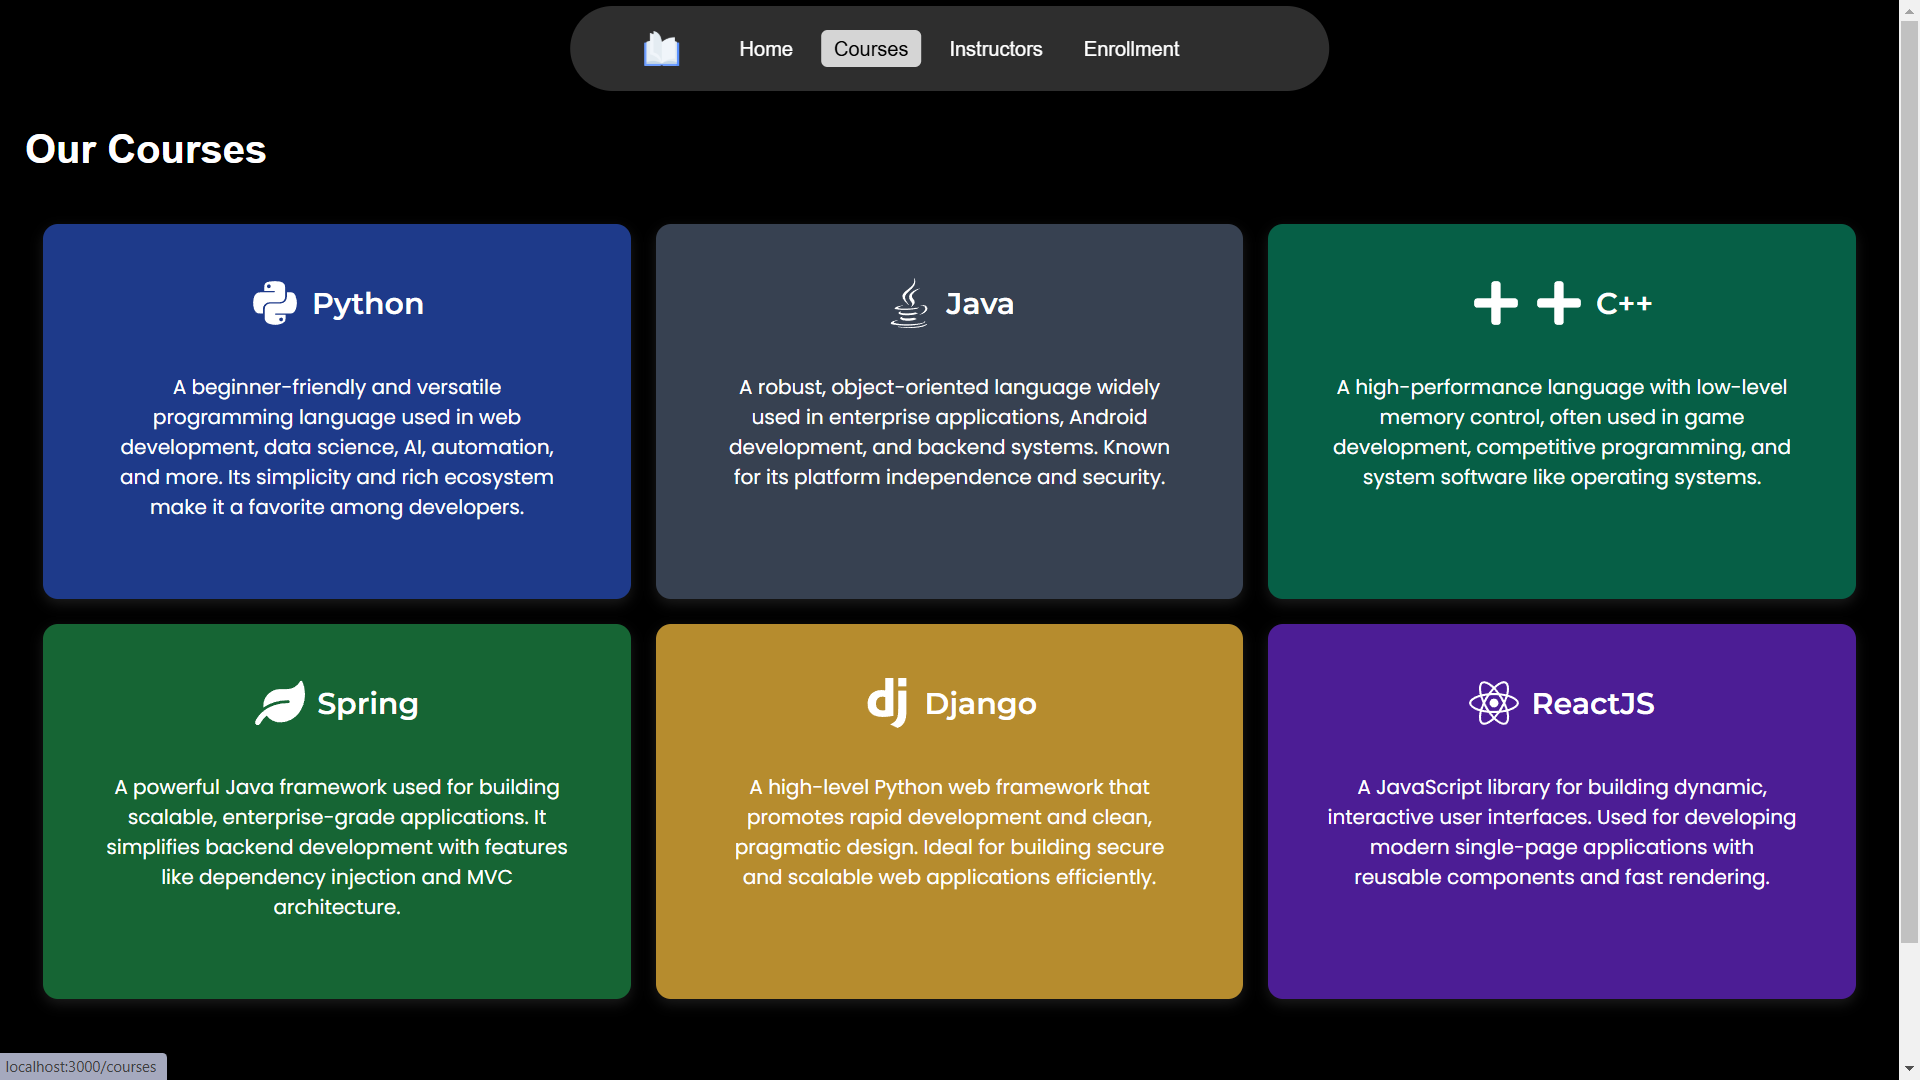 Home Courses Instructors Enrollment
Our Courses
Python
A beginner-friendly and versatile
programming language used in web
development, data science, AI, automation,
and more. Its simplicity and rich ecosystem
make it a favorite among developers.
Java
A robust, object-oriented language widely
used in enterprise applications, Android
development, and backend systems. Known
for its platform independence and security.
C++
A high-performance language with low-level
memory control, often used in game
development, competitive programming, and
system software like operating systems.
Spring
A powerful Java framework used for building
scalable, enterprise-grade applications. It
simplifies backend development with features
like dependency injection and MVC
architecture.
dj Django
A high-level Python web framework that
promotes rapid development and clean,
pragmatic design. Ideal for building secure
and scalable web applications efficiently.
ReactJS
A JavaScript library for building dynamic,
interactive user interfaces. Used for developing
modern single-page applications with
reusable components and fast rendering.
localhost:3000/courses